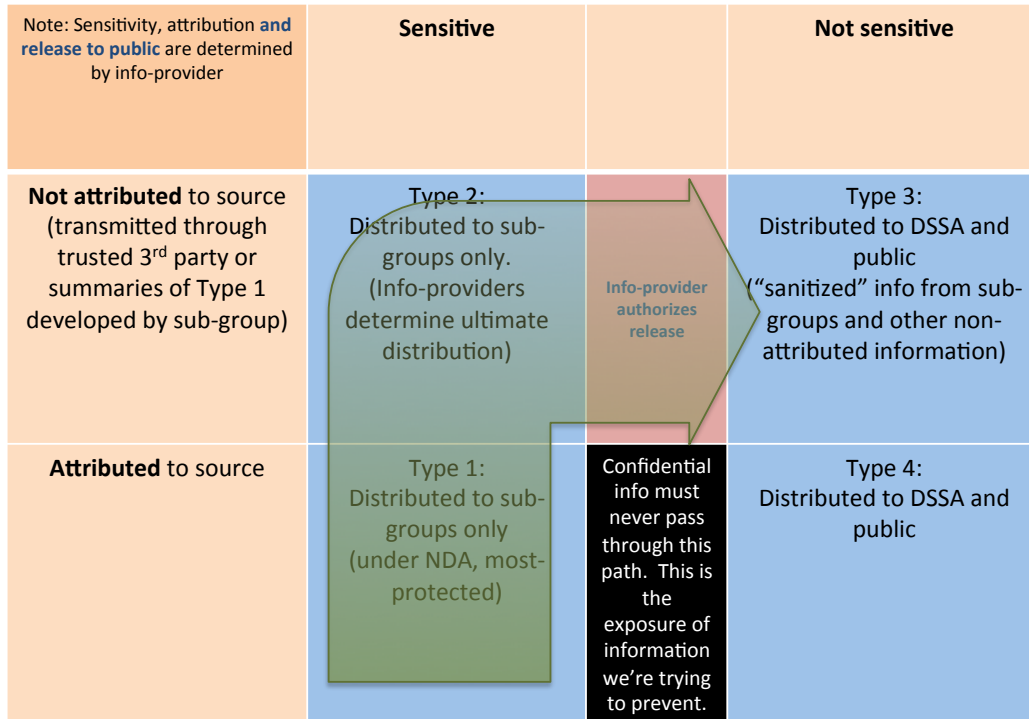 Note: Sensitivity, attribution and
release to public are determined
by info-provider
Sensitive
Not sensitive
Not attributed to source
(transmitted through
trusted 3rd party or
summaries of Type 1
developed by sub-group)
Type 2:
Distributed to sub-
groups only.
(Info-providers
determine ultimate
distribution)
Info-provider
authorizes
release
Type 3:
Distributed to DSSA and
public
(“sanitized” info from sub-
groups and other non-
attributed information)
Attributed to source
Type 1:
Distributed to sub-
groups only
(under NDA, most-
protected)
Confidential
info must
never pass
through this
path. This is
the
exposure of
information
we’re trying
to prevent.
Type 4:
Distributed to DSSA and
public